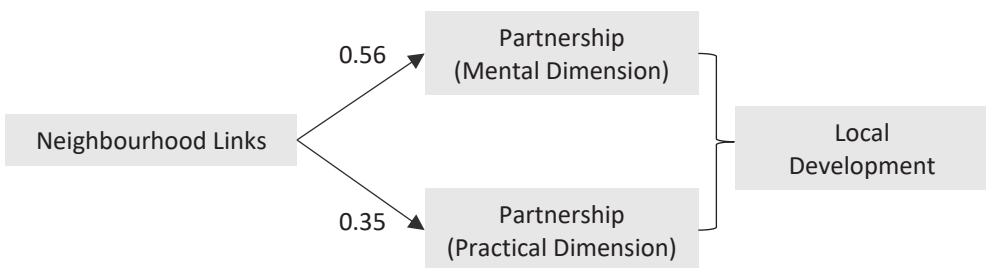 0.56
Partnership
(Mental Dimension)
Neighbourhood Links
Local
Development
0.35
Partnership
(Practical Dimension)